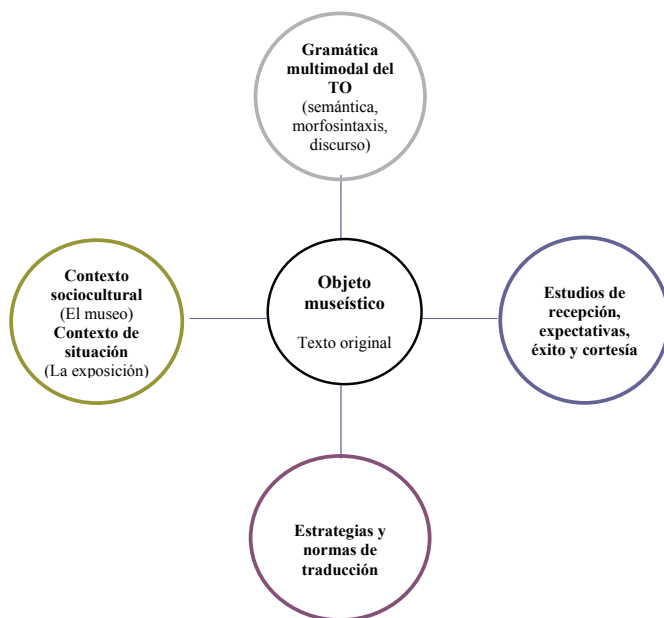 Gramática
multimodal del
TO
(semántica,
morfosintaxis,
discurso)
Contexto
sociocultural
(El museo)
Contexto de
situación
(La exposición)
Objeto
museístico
Texto original
Estudios de
recepción,
expectativas,
éxito y cortesía
Estrategias y
normas de
traducción